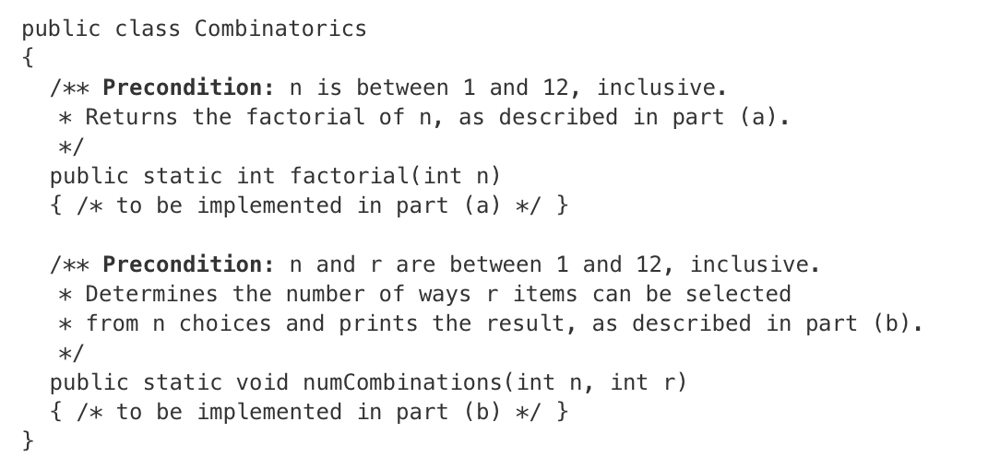 public class Combinatorics
{
/** Precondition: n is between 1 and 12, inclusive.
* Returns the factorial of n, as described in part (a).
*/
public static int factorial(int n)
{ /* to be implemented in part (a) */ }
/** Precondition: n and r are between 1 and 12, inclusive.
* Determines the number of ways r items can be selected
* from n choices and prints the result, as described in part (b).
*/
public static void numCombinations(int n, int r)
{ /* to be implemented in part (b) */ }
}